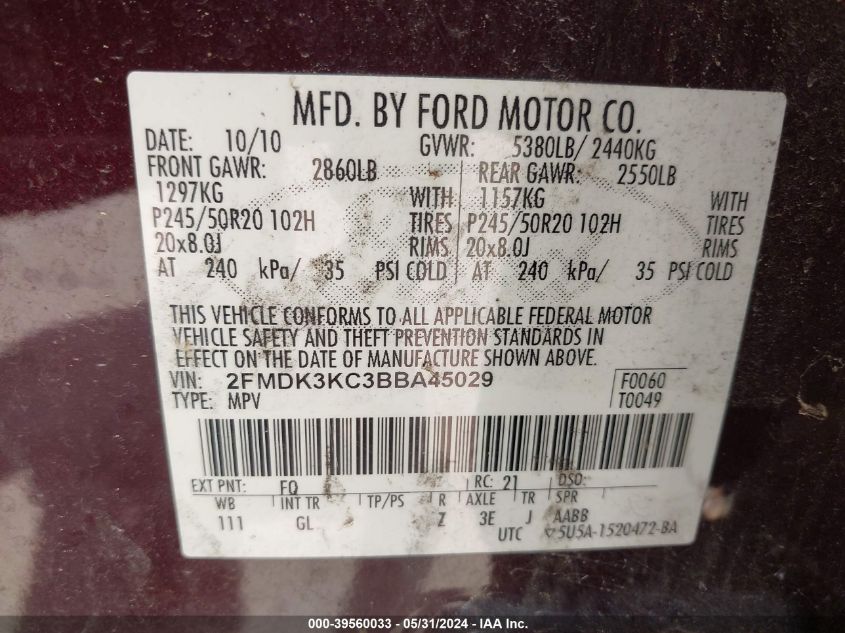 MFD. BY FORD MOTOR CO.
DATE: 10/10 GVWR: 5380LB/ 2440KG
FRONT GAWR: 2860LB REAR GAWR: 2550LB
1297KG WITH 1157KG WITH
P245/50R20 102H TIRES P245/50R20 102H TIRES
20x8.0J RIMS 20x8.0J RIMS
AT 240 kPa/ 35 PSI COLD AT 240 kPa/ 35 PSI COLD
THIS VEHICLE CONFORMS TO ALL APPLICABLE FEDERAL MOTOR
VEHICLE SAFETY AND THEFT PREVENTION STANDARDS IN
EFFECT ON THE DATE OF MANUFACTURE SHOWN ABOVE.
VIN: 2FMDK3KC3BBA45029 F0060
TYPE: MPV T0049
EXT PNT: FQ RC: 21 DSO:
WB INT TR TP/PS R AXLE TR SPR
111 GL Z 3E J AABB
UTC 5U5A-1520472-BA
000-39560033 - 05/31/2024 - IAA Inc.